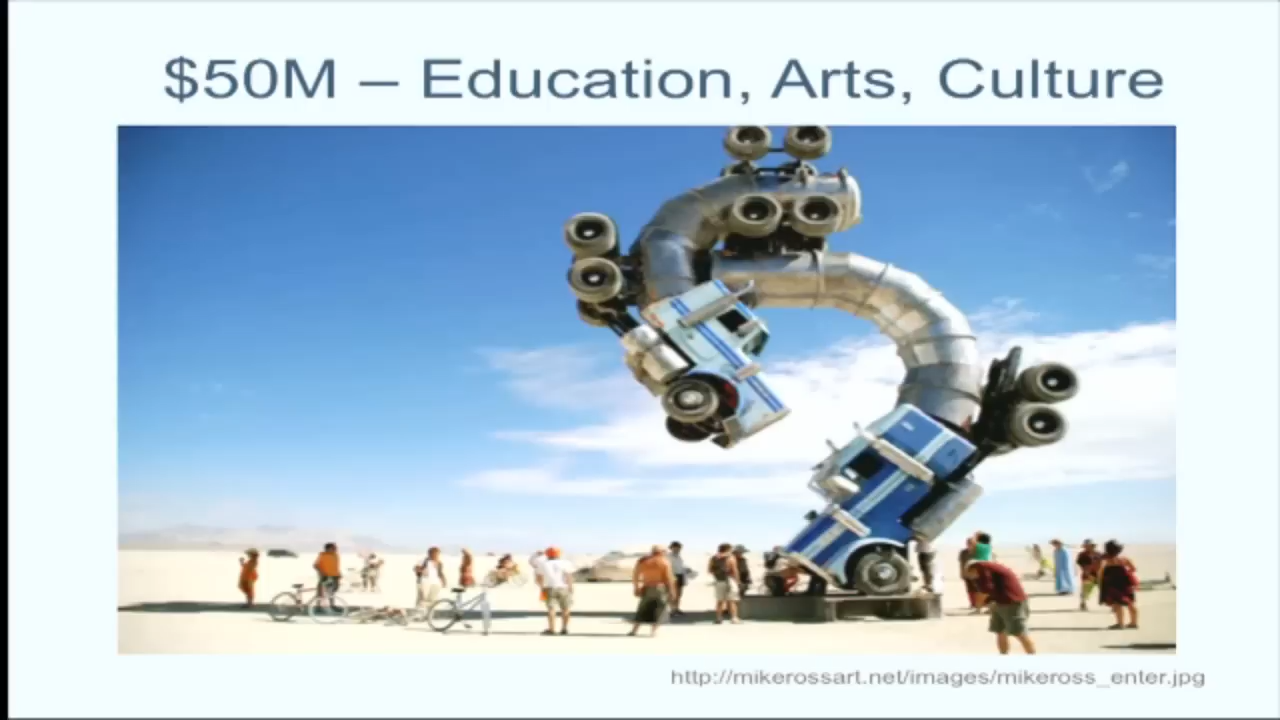 $50M – Education, Arts, Culture
http://mikerossart.net/images/mikeross_enter.jpg